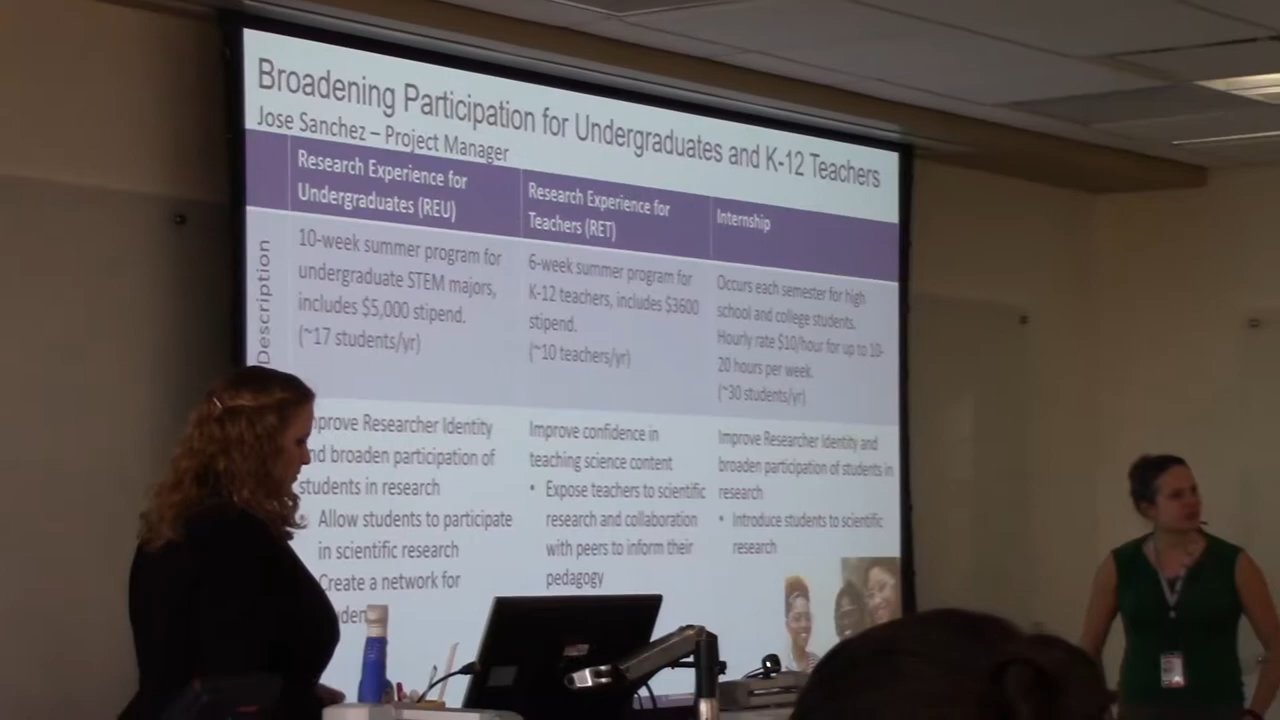 Broadening Participation for Undergraduates and K-12 Teachers
Jose Sanchez – Project Manager
Research Experience for
Undergraduates (REU)
Research Experience for
Teachers (RET)
Internship
Description
10-week summer program for
undergraduate STEM majors,
includes $5,000 stipend.
(~17 students/yr)
6-week summer program for
K-12 teachers, includes $3600
stipend.
(~10 teachers/yr)
Occurs each semester for high
school and college students.
Hourly rate $10/hour for up to 10-
20 hours per week.
(~30 students/yr)
Researcher Identity
broaden participation of
students in research
Allow students to participate
in scientific research
Create a network for
Improve confidence in
teaching science content
• Expose teachers to scientific
research and collaboration
with peers to inform their
pedagogy
Improve Researcher Identity and
broaden participation of students in
research
• Introduce students to scientific
research